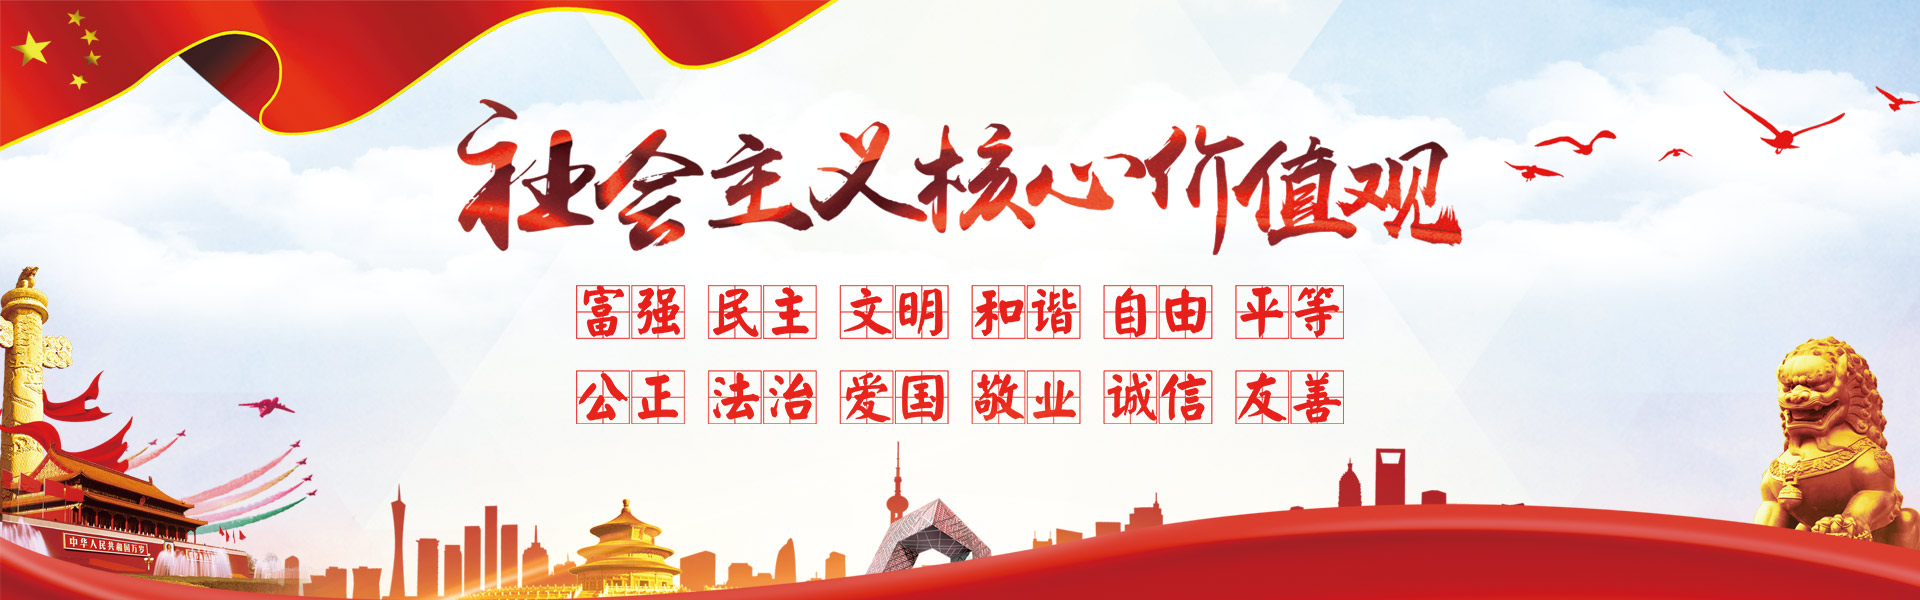 社会主义核心价值观
富强 民主 文明 和谐 自由 平等
公正 法治 爱国 敬业 诚信 友善
中华人民共和国万岁